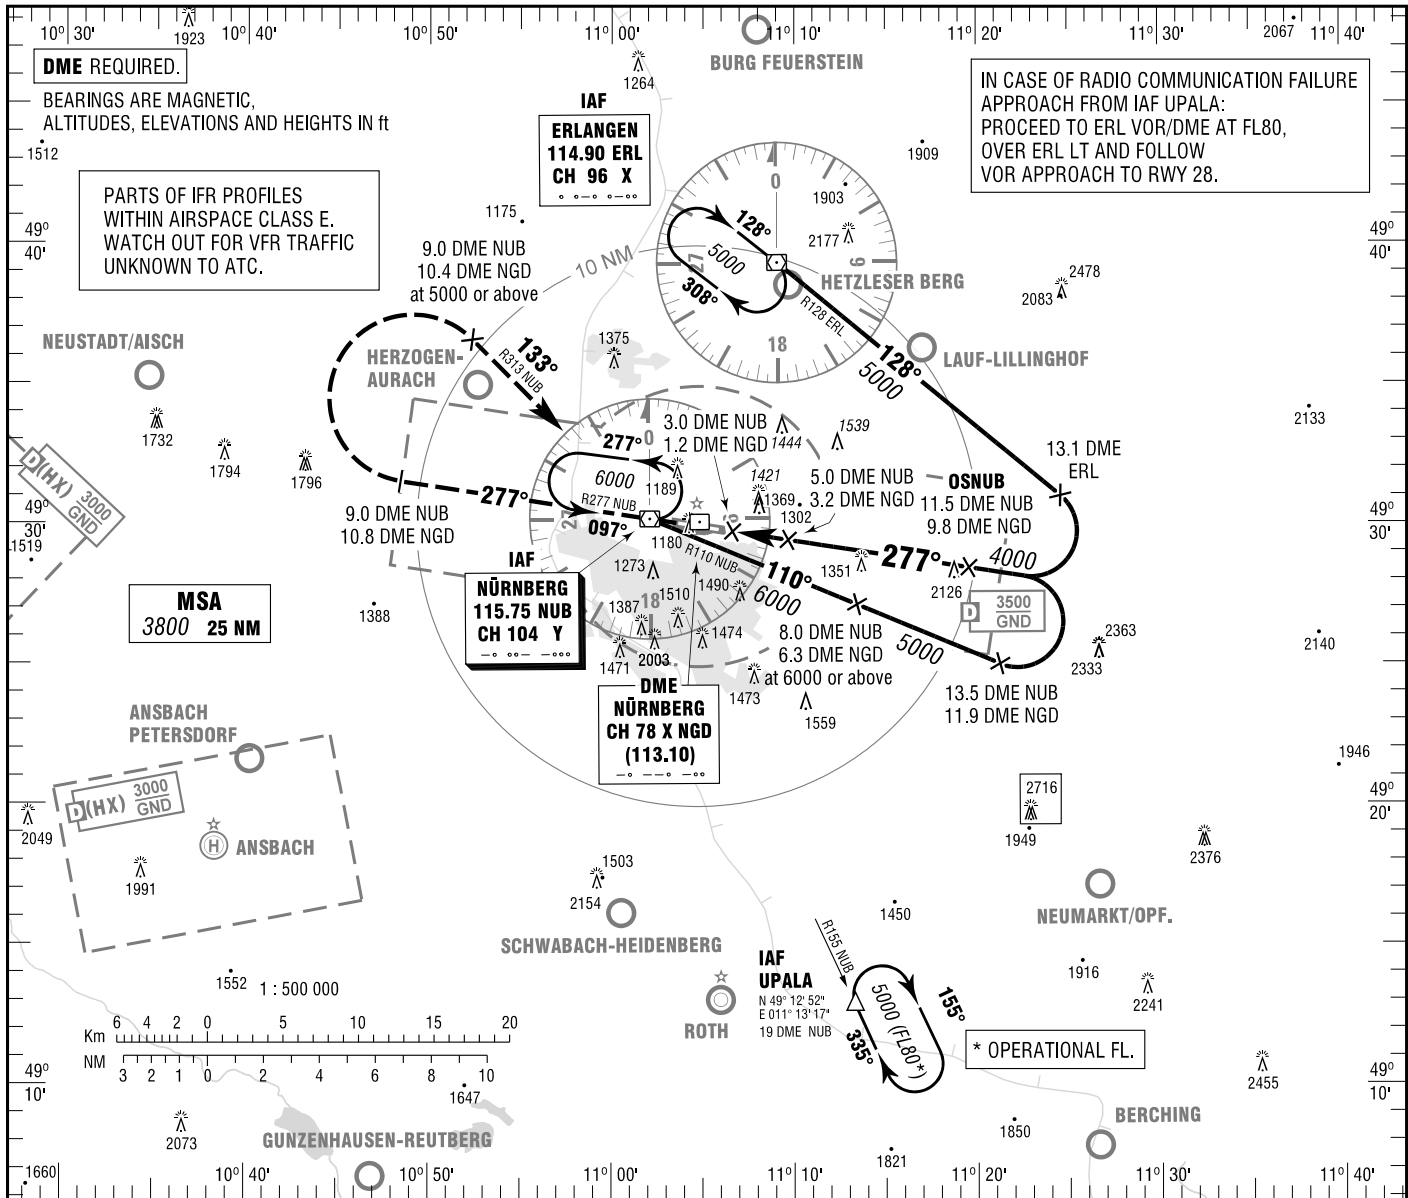 10° 30'
1923
10° 40'
10° 50'
11° 00'
11° 10'
11° 20'
11° 30'
2067
11° 40'
DME REQUIRED.
BEARINGS ARE MAGNETIC,
ALTITUDES, ELEVATIONS AND HEIGHTS IN ft
1512
PARTS OF IFR PROFILES
WITHIN AIRSPACE CLASS E.
WATCH OUT FOR VFR TRAFFIC
UNKNOWN TO ATC.
1264
BURG FEUERSTEIN
IAF
ERLANGEN
114.90 ERL
CH 96 X
IN CASE OF RADIO COMMUNICATION FAILURE
APPROACH FROM IAF UPALA:
PROCEED TO ERL VOR/DME AT FL80,
OVER ERL LT AND FOLLOW
VOR APPROACH TO RWY 28.
1909
1903
1175
2177
49°
40'
49°
40'
9.0 DME NUB
10.4 DME NGD
at 5000 or above
10 NM
0
9
18
27
128°
5000
308°
HETZLESER BERG
R128 ERL
2478
2083
NEUSTADT/AISCH
HERZOGEN-
AURACH
133°
R313 NUB
1375
128°
5000
LAUF-LILLINGHOF
2133
1732
1794
1796
D(HX) 3000
GND
49°
30'
49°
30'
1519
277°
9.0 DME NUB
10.8 DME NGD
277°
0
6000
1189
R277 NUB
27
097°
3.0 DME NUB
1.2 DME NGD
1444
1539
1421
1369
1302
5.0 DME NUB
3.2 DME NGD
OSNUB
11.5 DME NUB
9.8 DME NGD
13.1 DME
ERL
1180
R110 NUB
110°
6000
1351
277°
2126
4000
D 3500
GND
IAF
NÜRNBERG
115.75 NUB
CH 104 Y
1273
1387
18
1510
1490
1474
1471
2003
1473
1559
8.0 DME NUB
6.3 DME NGD
at 6000 or above
5000
13.5 DME NUB
11.9 DME NGD
2363
2333
2140
MSA
3800 25 NM
1388
DME
NÜRNBERG
CH 78 X NGD
(113.10)
ANSBACH
PETERSDORF
D(HX) 3000
GND
H ANSBACH
2049
1991
1946
2716
1949
49°
20'
49°
20'
2376
1503
2154
SCHWABACH-HEIDENBERG
NEUMARKT/OPF.
1450
1916
2241
1552
1 : 500 000
Km
6 4 2 0 5 10 15 20
NM
3 2 1 0 2 4 6 8 10
ROTH
IAF
UPALA
N 49° 12' 52"
E 011° 13' 17"
19 DME NUB
R155 NUB
5000 (FL80*)
155°
335°
* OPERATIONAL FL.
2455
49°
10'
49°
10'
1647
2073
GUNZENHAUSEN-REUTBERG
BERCHING
1850
1821
1660
10° 40'
10° 50'
11° 00'
11° 10'
11° 20'
11° 30'
11° 40'